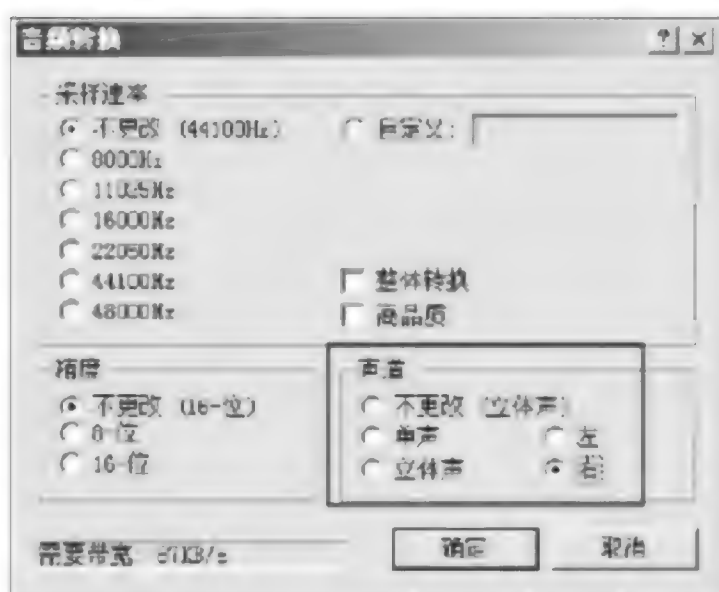 音频转换
采样速率
不更改 (44100Hz)
自定义:
8000Hz
11025Hz
16000Hz
22050Hz
44100Hz
整体转换
48000Hz
高品质
精度
不更改 (16-位)
8-位
16-位
声道
不更改 (立体声)
单声
左
立体声
右
需要带宽 87KB/s
确定
取消